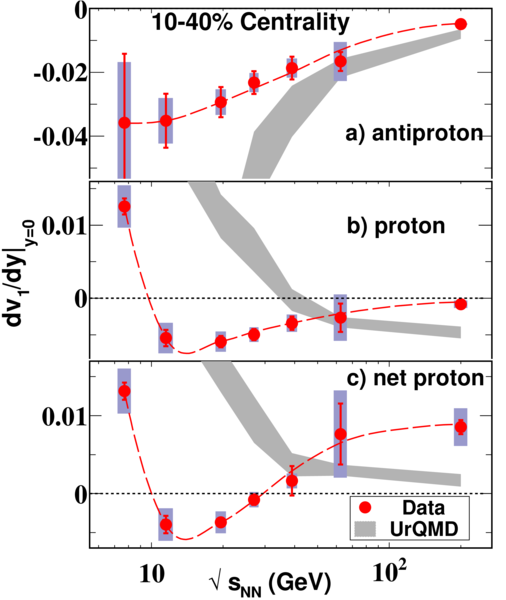 10-40% Centrality
0
-0.02
-0.04
a) antiproton
0.01
0
b) proton
dv₁/dy|y=0
c) net proton
0.01
0
Data
UrQMD
10
10²
√ sNN (GeV)